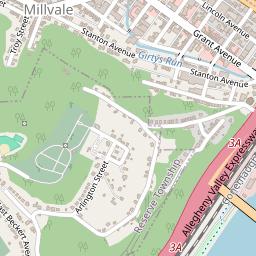 Millvale
Troy Street
Stanton Avenue
Girtys Run
Lincoln Avenue
Grant Avenue
Stanton Avenue
3A
Allegheny Valley Expressway
Reserve Township
Arlington Street
3A